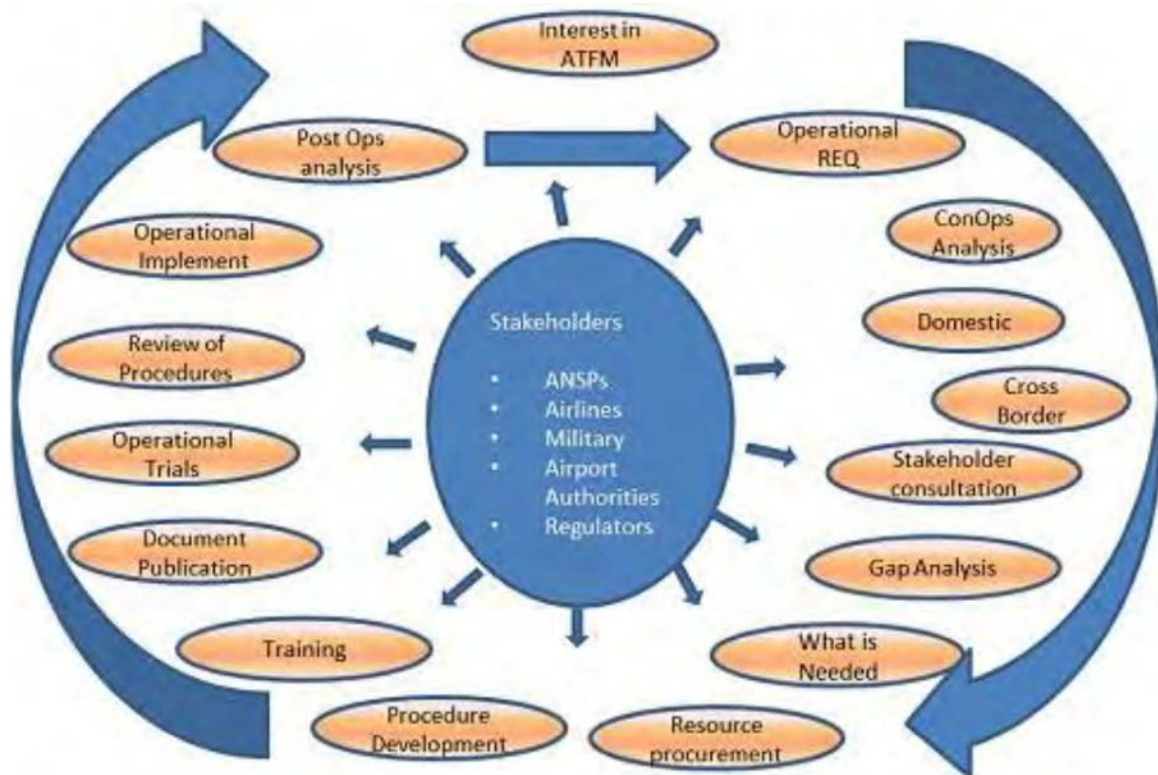 Interest in
ATFM
Post Ops
analysis
Operational
REQ
Operational
Implement
ConOps
Analysis
Domestic
Review of
Procedures
Cross
Border
Operational
Trials
Stakeholder
consultation
Document
Publication
Gap Analysis
Training
What is
Needed
Procedure
Development
Resource
procurement
Stakeholders
• ANSPs
• Airlines
• Military
• Airport
Authorities
• Regulators